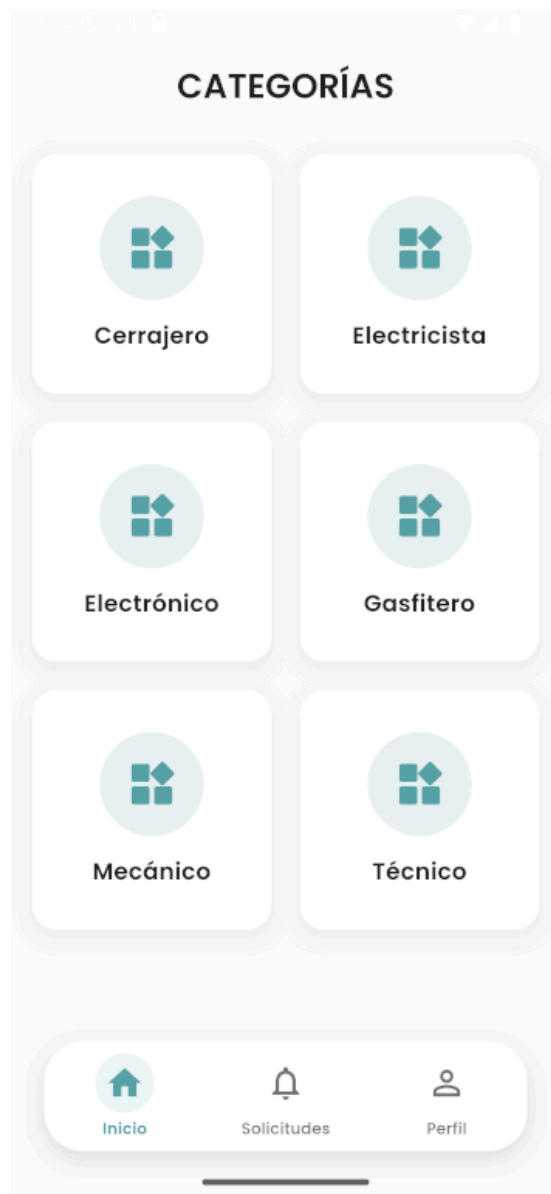 CATEGORÍAS
Cerrajero
Electricista
Electrónico
Gasfitero
Mecánico
Técnico
Inicio
Solicitudes
Perfil